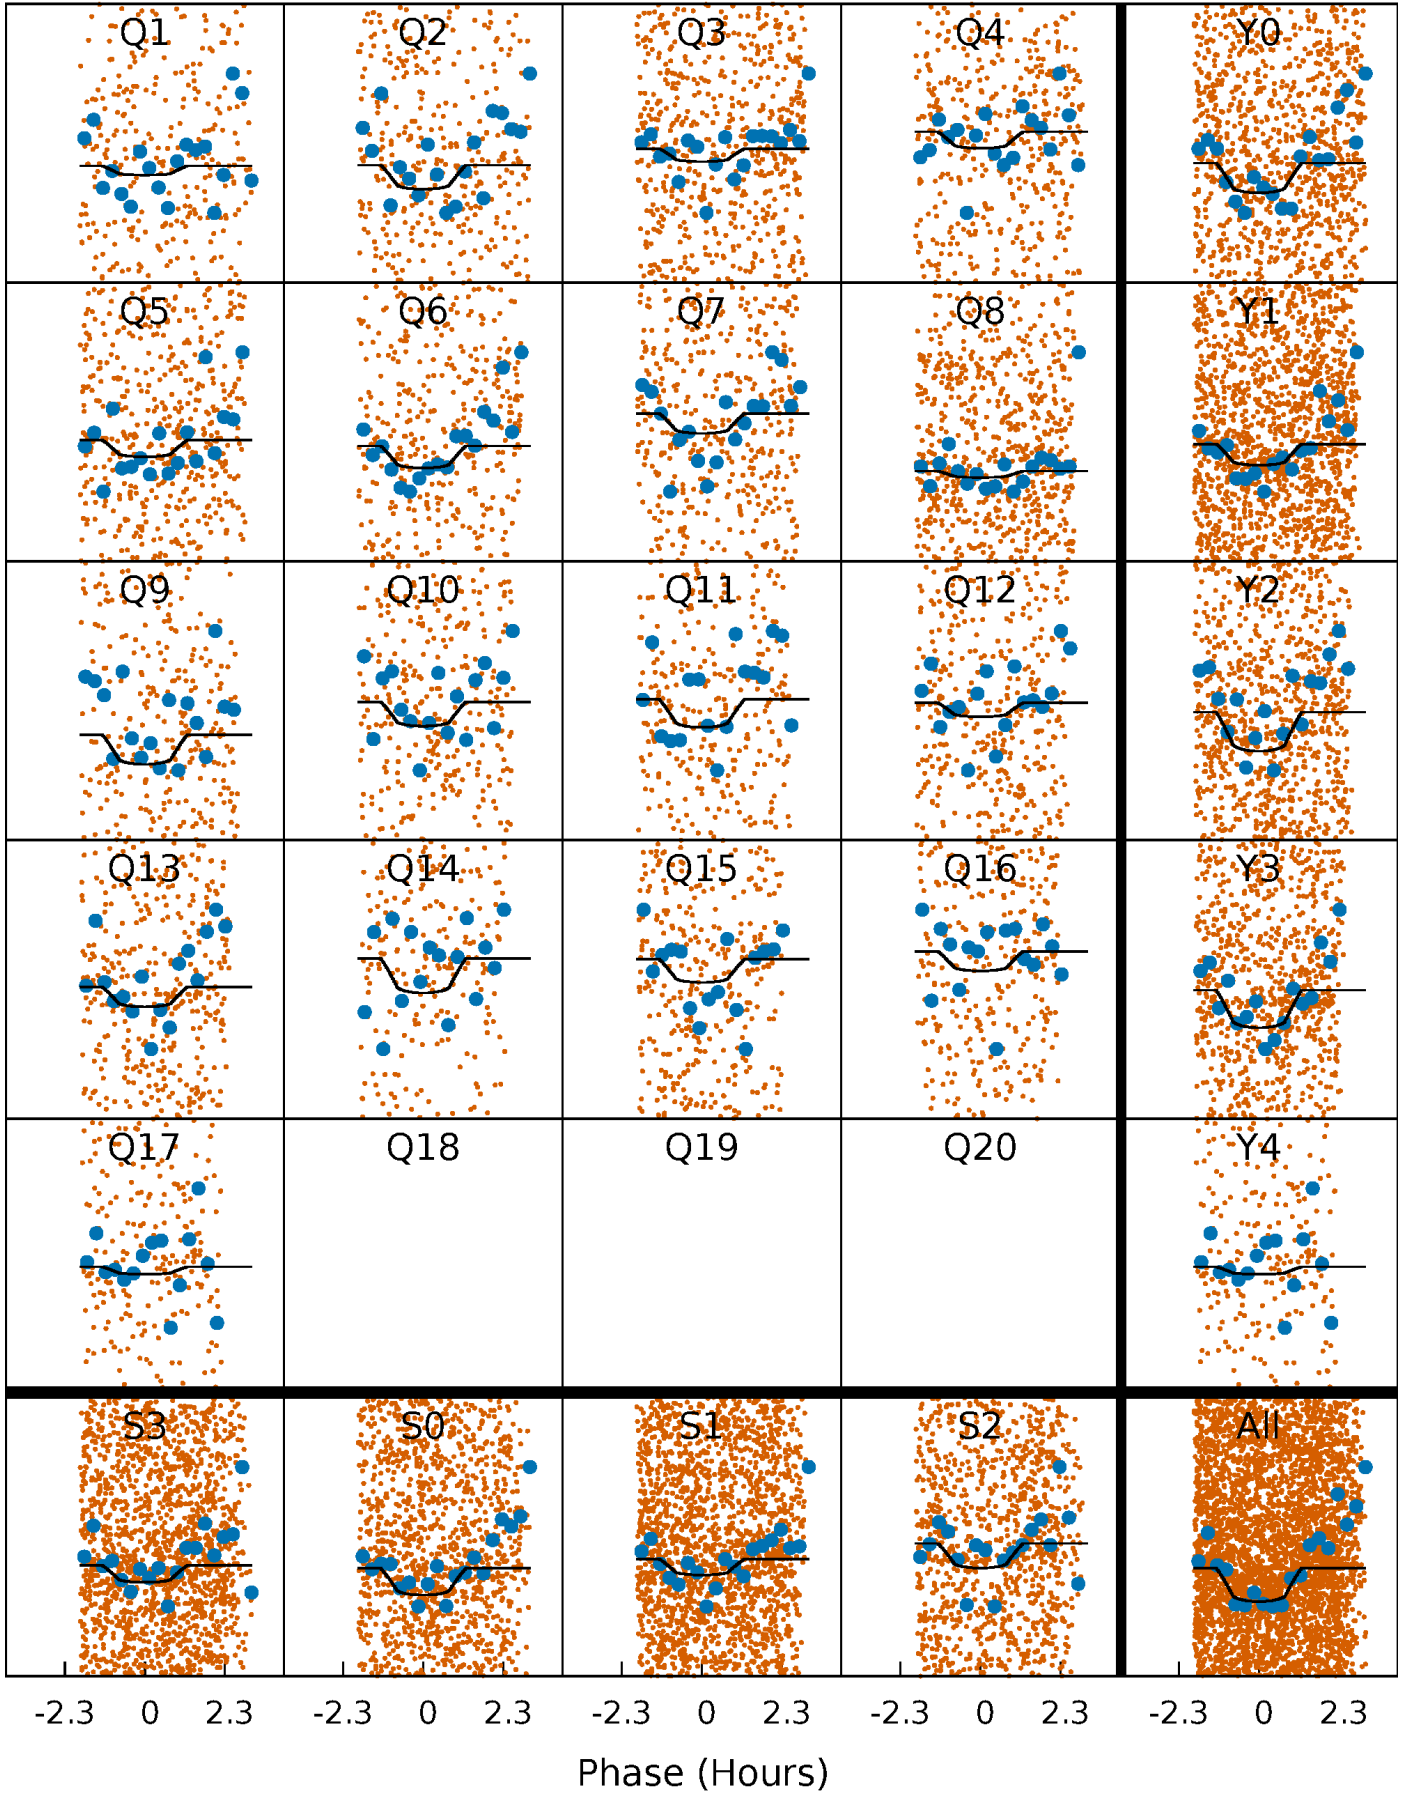 Q1 Q2 Q3 Q4 Y0
Q5 Q6 Q7 Q8 Y1
Q9 Q10 Q11 Q12 Y2
Q13 Q14 Q15 Q16 Y3
Q17 Q18 Q19 Q20 Y4
S3 S0 S1 S2 All
-2.3 0 2.3 -2.3 0 2.3 -2.3 0 2.3 -2.3 0 2.3 -2.3 0 2.3
Phase (Hours)